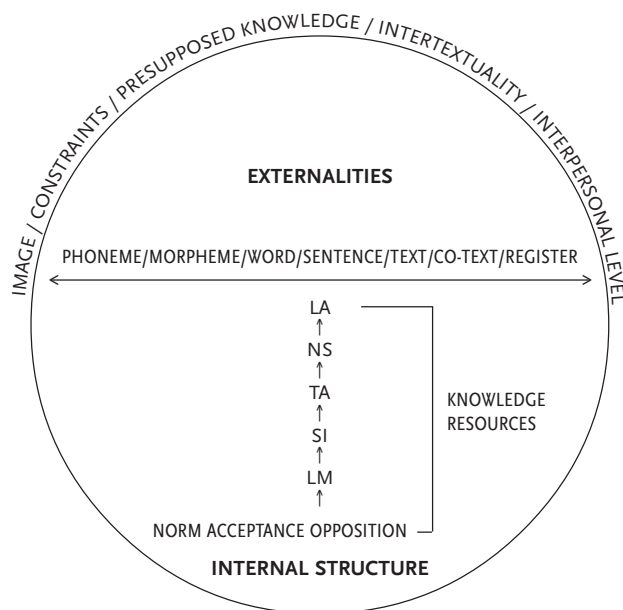 IMAGE / CONSTRAINTS / PRESUPPOSED KNOWLEDGE / INTERTEXTUALITY / INTERPERSONAL LEVEL
EXTERNALITIES
PHONEME/MORPHEME/WORD/SENTENCE/TEXT/CO-TEXT/REGISTER
LA
NS
TA
SI
LM
KNOWLEDGE
RESOURCES
NORM ACCEPTANCE OPPOSITION
INTERNAL STRUCTURE